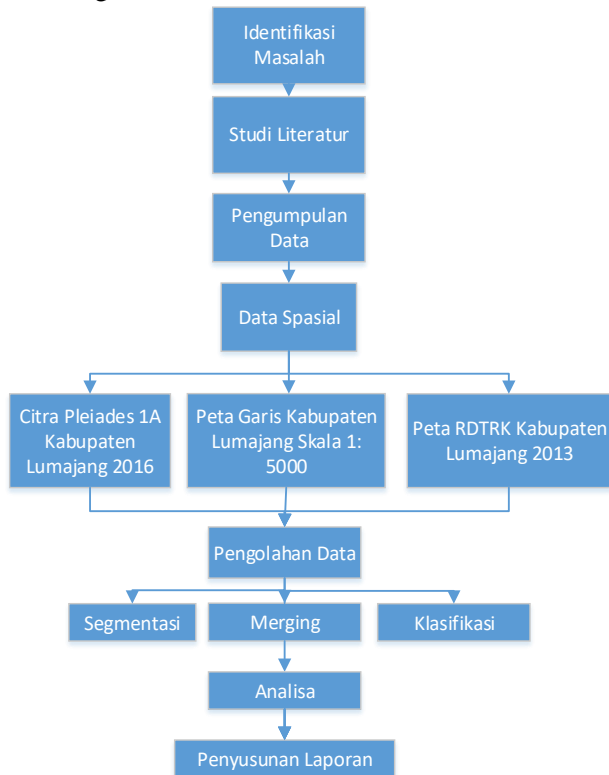 Identifikasi
Masalah
Studi Literatur
Pengumpulan
Data
Data Spasial
Citra Pleiades 1A
Kabupaten
Lumajang 2016
Peta Garis Kabupaten
Lumajang Skala 1:
5000
Peta RDTRK Kabupaten
Lumajang 2013
Pengolahan Data
Segmentasi
Merging
Klasifikasi
Analisa
Penyusunan Laporan